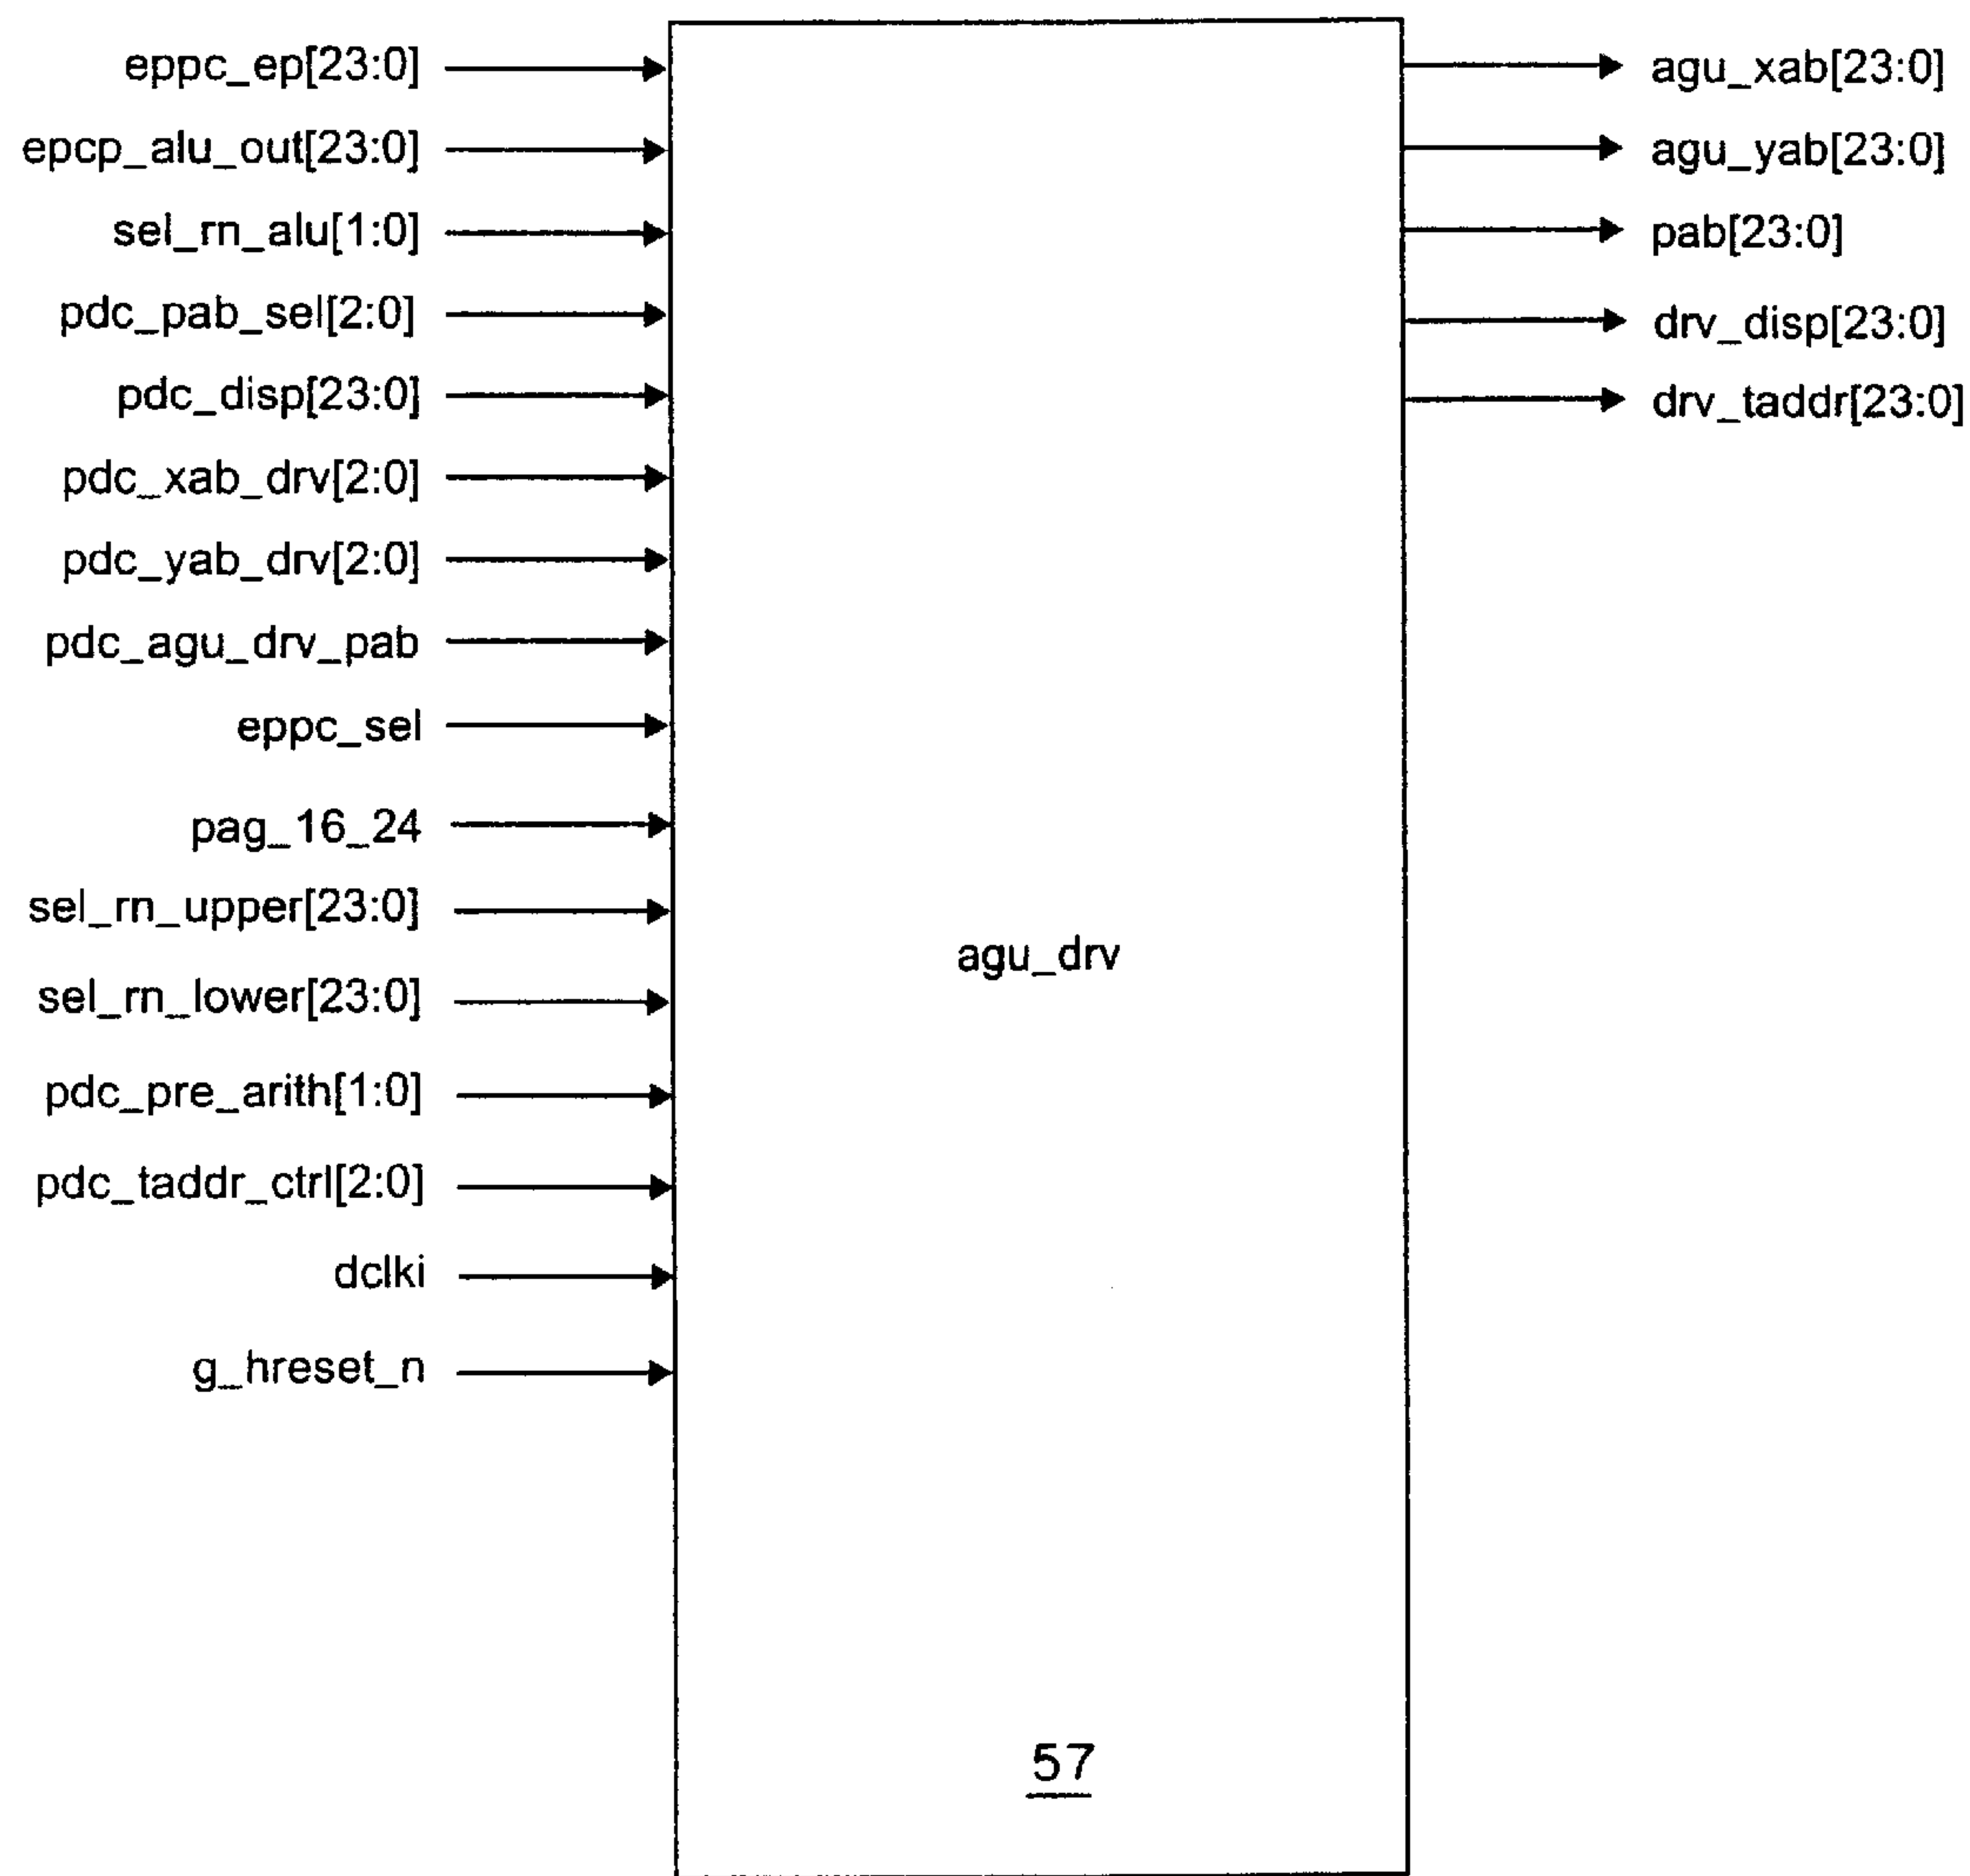 eppc_ep[23:0]
epcp_alu_out[23:0]
sel_rn_alu[1:0]
pdc_pab_sel[2:0]
pdc_disp[23:0]
pdc_xab_drv[2:0]
pdc_yab_drv[2:0]
pdc_agu_drv_pab
eppc_sel
pag_16_24
sel_rn_upper[23:0]
sel_rn_lower[23:0]
pdc_pre_arith[1:0]
pdc_taddr_ctrl[2:0]
dclki
g_hreset_n
agu_drv
57
agu_xab[23:0]
agu_yab[23:0]
pab[23:0]
drv_disp[23:0]
drv_taddr[23:0]